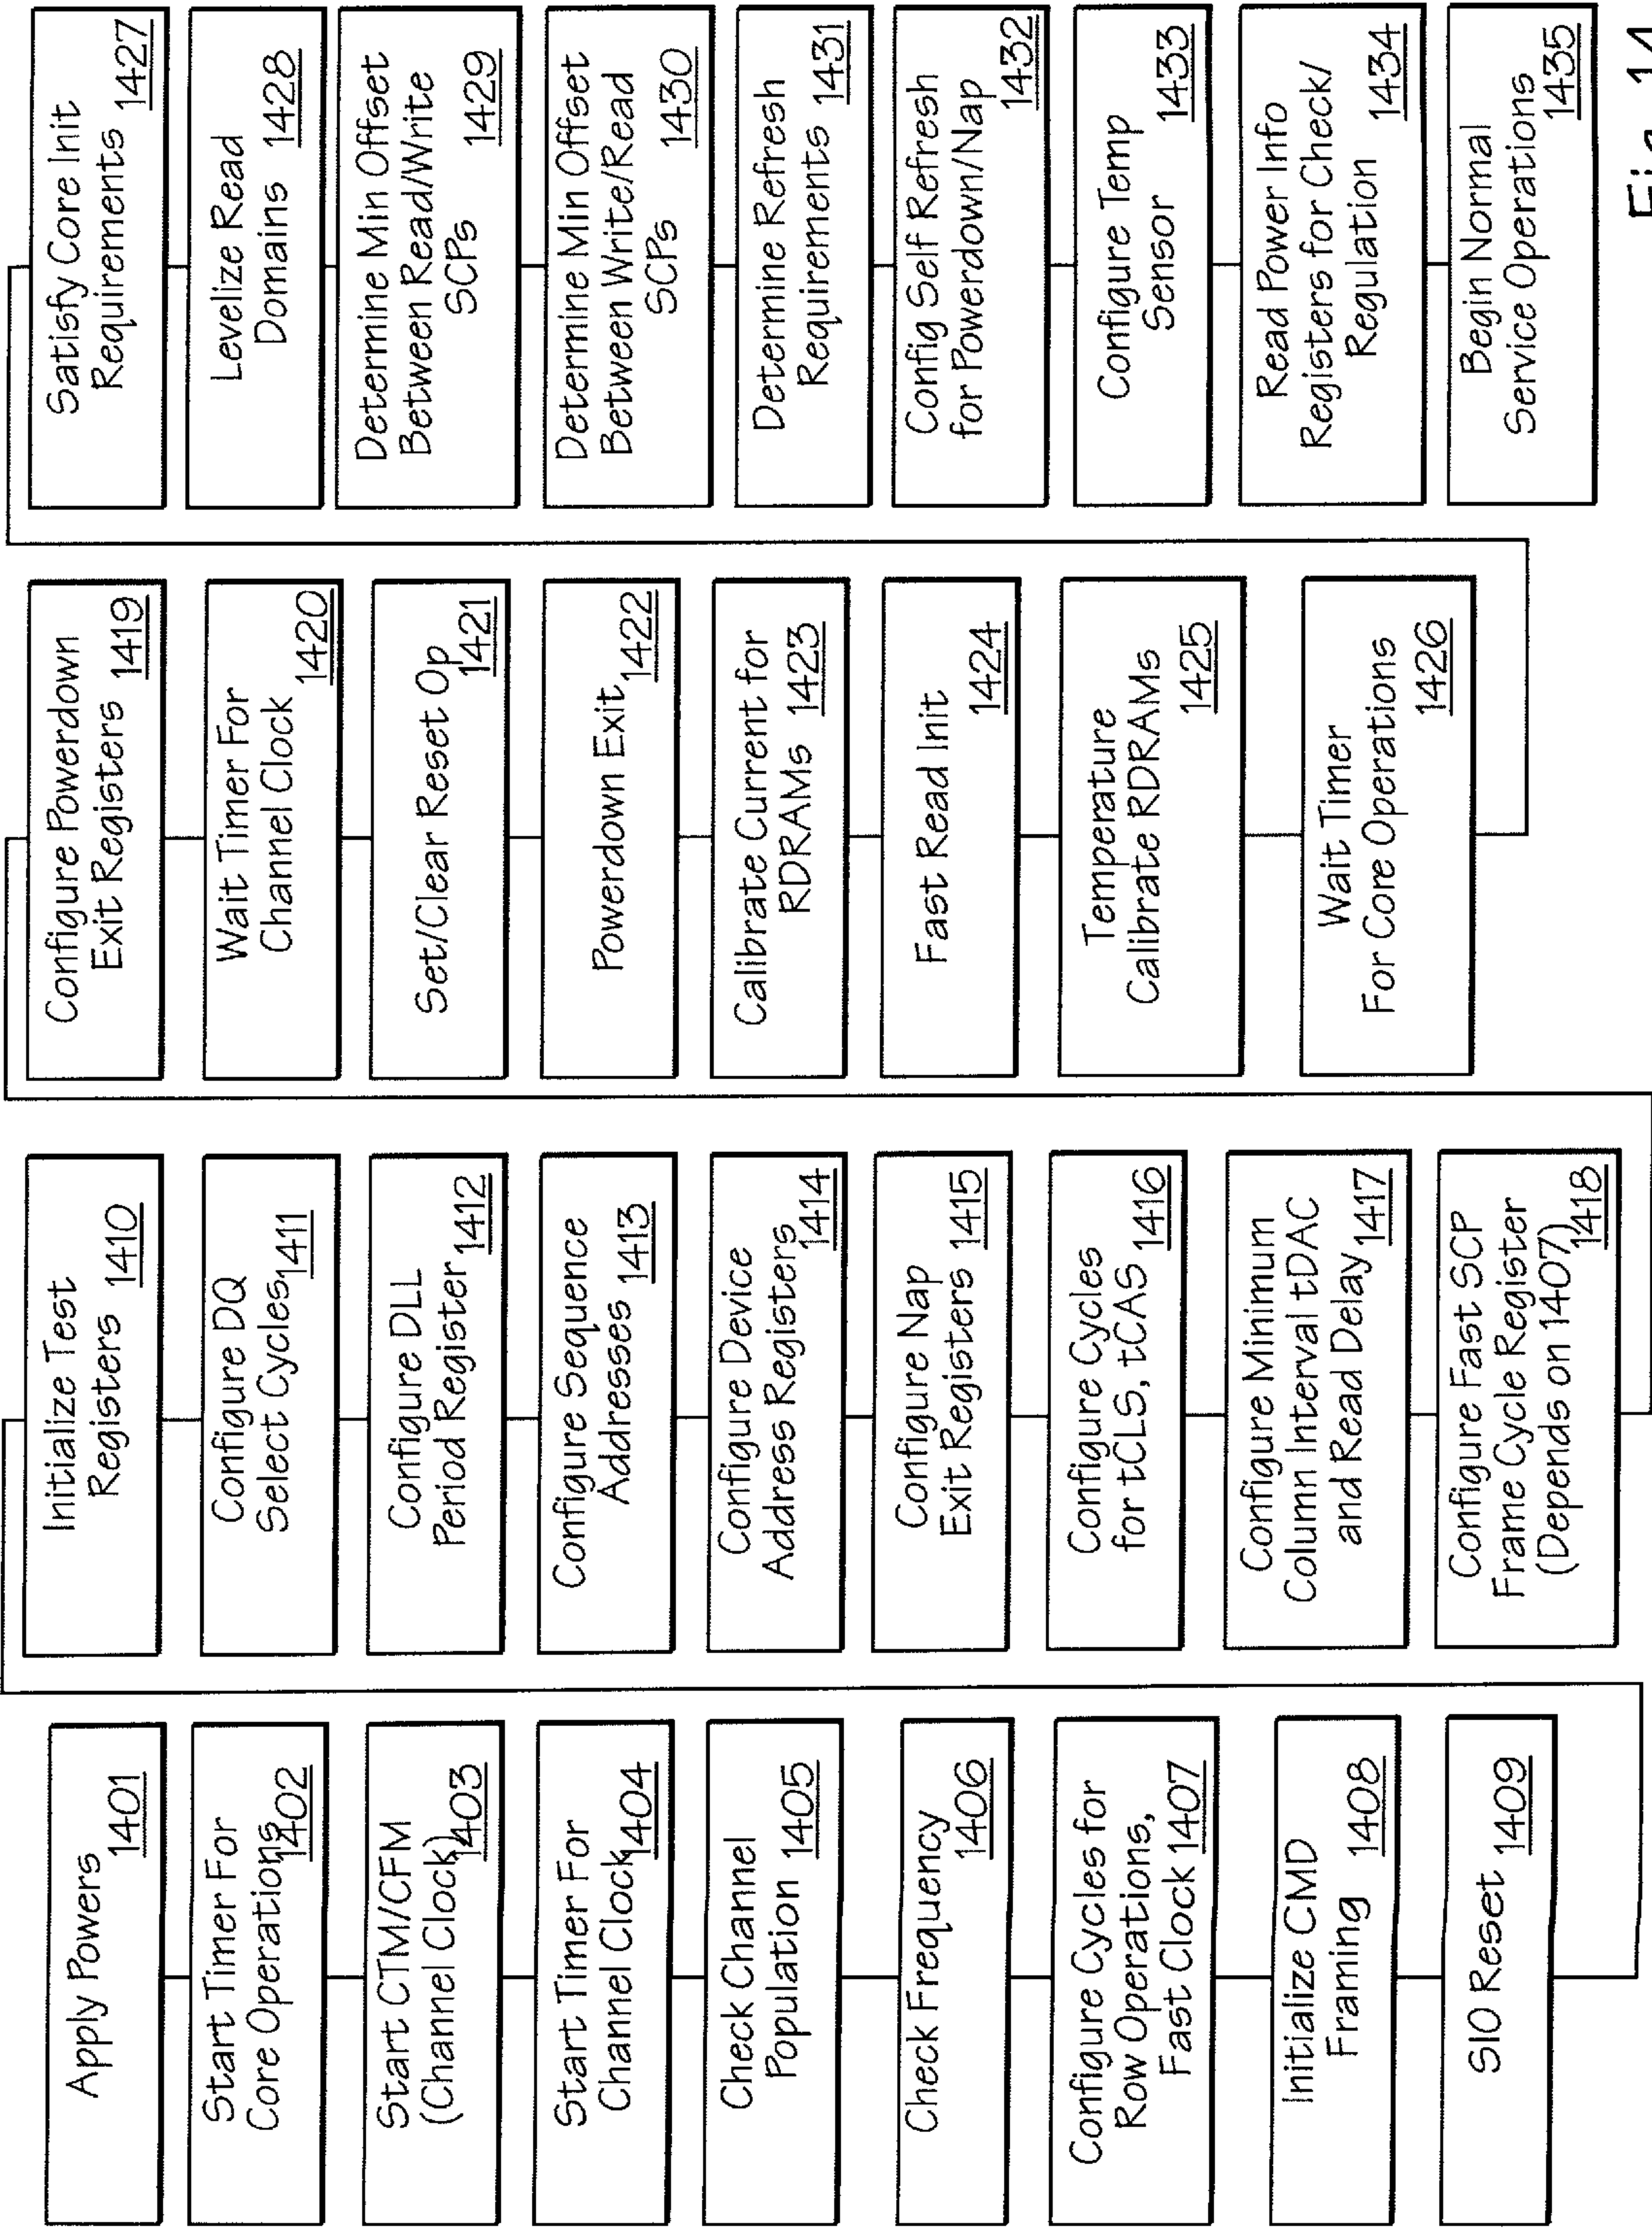 Apply Powers
1401
Start Timer For
Core Operations
1402
Start CTM/CFM
(Channel Clock)
1403
Start Timer For
Channel Clock 1404
Check Channel
Population 1405
Check Frequency
1406
Configure Cycles for
Row Operations,
Fast Clock 1407
Initialize CMD
Framing 1408
SIO Reset 1409
Initialize Test
Registers 1410
Configure DQ
Select Cycles 1411
Configure DLL
Period Register 1412
Configure Sequence
Addresses 1413
Configure Device
Address Registers
1414
Configure Nap
Exit Registers 1415
Configure Cycles
for tCLS, tCAS 1416
Configure Minimum
Column Interval tDAC
and Read Delay 1417
Configure Fast SCP
Frame Cycle Register
(Depends on 1407)
1418
Configure Powerdown
Exit Registers 1419
Wait Timer For
Channel Clock 1420
Set/Clear Reset Op
1421
Powerdown Exit 1422
Calibrate Current for
RDRAMs 1423
Fast Read Init
1424
Temperature
Calibrate RDRAMs
1425
Wait Timer
For Core Operations
1426
Satisfy Core Init
Requirements 1427
Levelize Read
Domains 1428
Determine Min Offset
Between Read/Write
SCPs 1429
Determine Min Offset
Between Write/Read
SCPs 1430
Determine Refresh
Requirements 1431
Config Self Refresh
for Powerdown/Nap
1432
Configure Temp
Sensor 1433
Read Power Info
Registers for Check/
Regulation 1434
Begin Normal
Service Operations
1435
Fig. 14